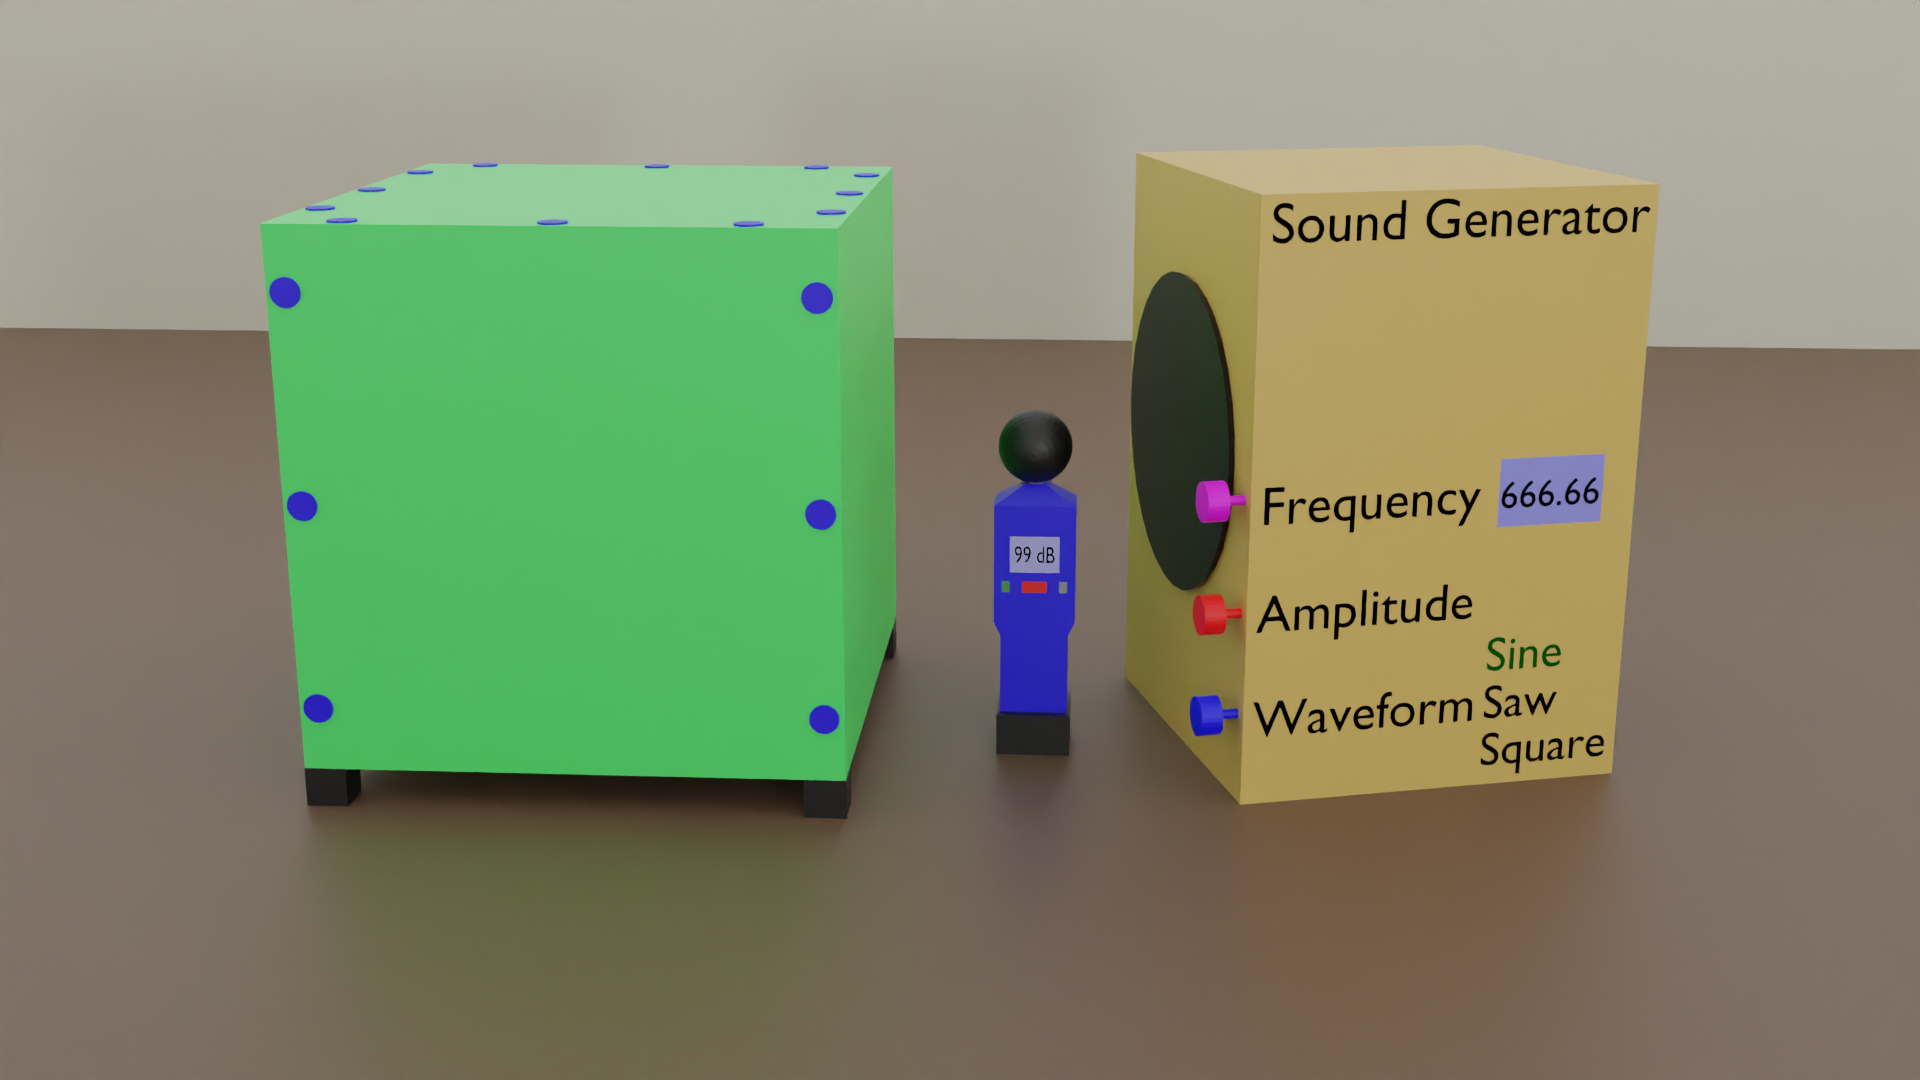 Sound Generator
Frequency 666.66
99 dB
Amplitude
Sine
Waveform Saw
Square